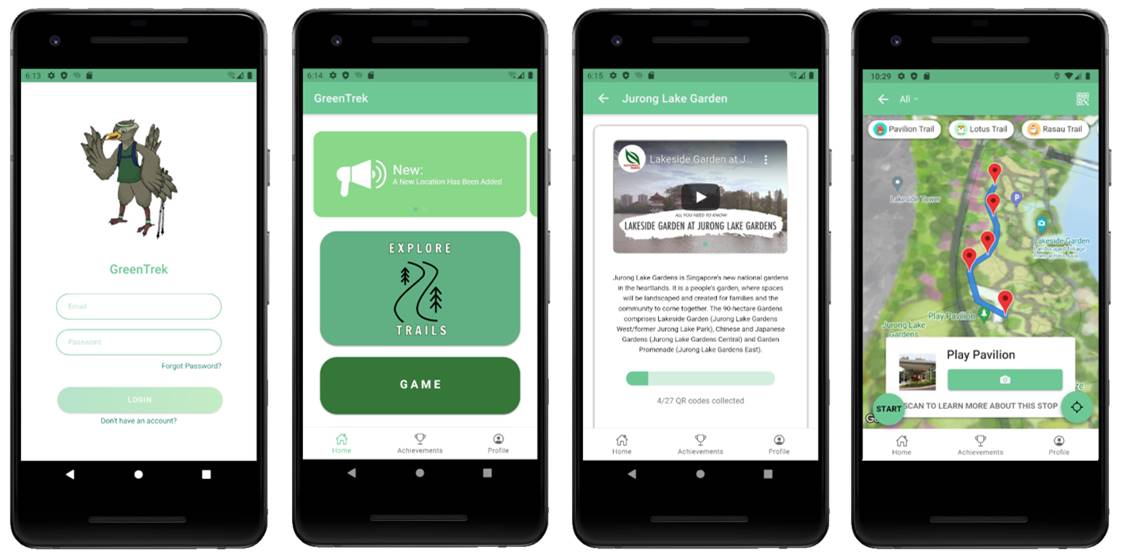 6:13
GreenTrek
Email
Password
Forgot Password?
LOGIN
Don't have an account?
6:14
GreenTrek
New:
A New Location Has Been Added
EXPLORE
TRAILS
GAME
Home
Achievements
Profile
6:15
Jurong Lake Garden
Lakeside Garden at J...
ALL YOU NEED TO KNOW
LAKESIDE GARDEN AT JURONG LAKE GARDENS
Jurong Lake Gardens is Singapore's new national gardens
in the heartlands. It is a people's garden, where spaces
will be landscaped and created for families and the
community to come together. The 90-hectare Gardens
comprises Lakeside Garden (Jurong Lake Gardens
West/former Jurong Lake Park), Chinese and Japanese
Gardens (Jurong Lake Gardens Central) and Garden
Promenade (Jurong Lake Gardens East).
4/27 QR codes collected
Home
Achievements
Profile
10:29
All
Pavilion Trail
Lotus Trail
Rasau Trail
Lakeside Tower
P
Lakeside Garden
Play Pavilion
Jurong Lake
Gardens
Play Pavilion
START
SCAN TO LEARN MORE ABOUT THIS STOP
Home
Achievements
Profile